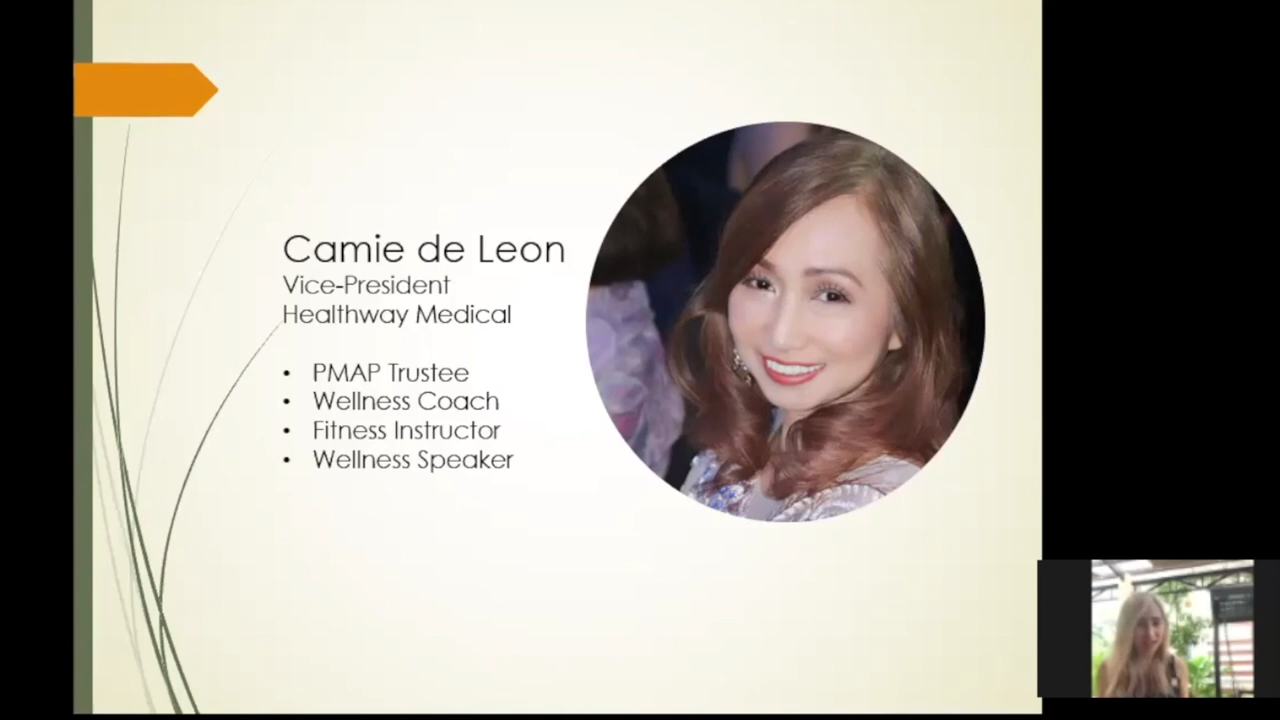 Camie de Leon
Vice-President
Healthway Medical
• PMAP Trustee
• Wellness Coach
• Fitness Instructor
• Wellness Speaker